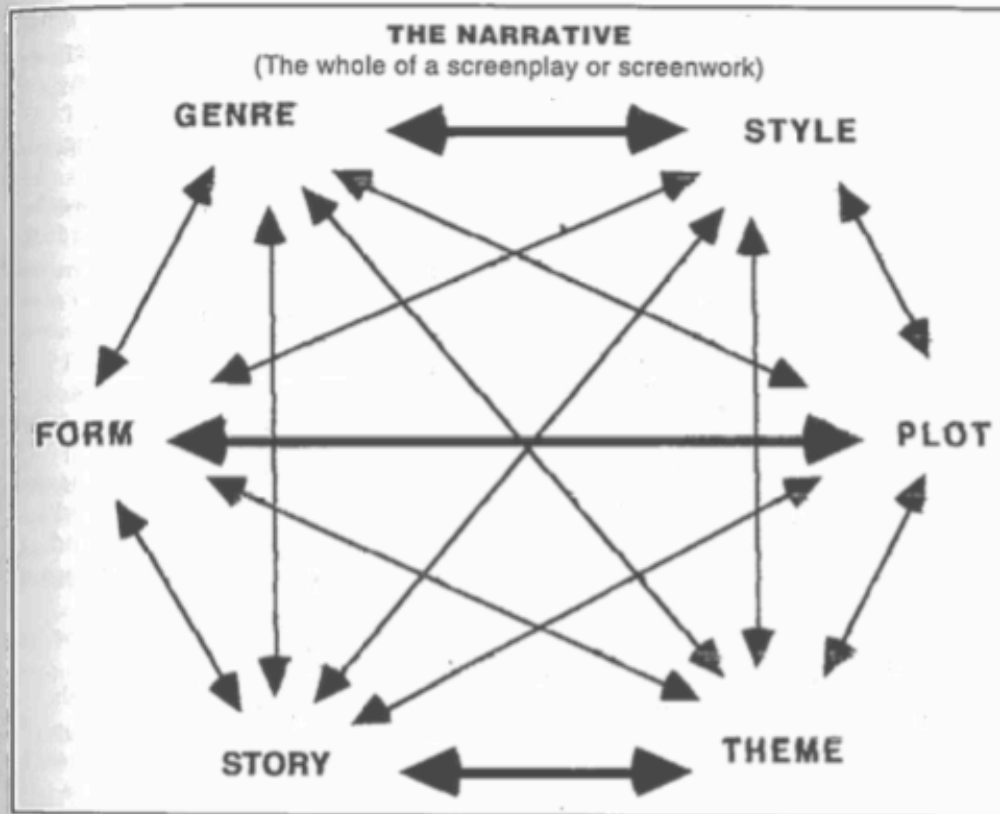 THE NARRATIVE
(The whole of a screenplay or screenwork)
GENRE
STYLE
FORM
PLOT
STORY
THEME